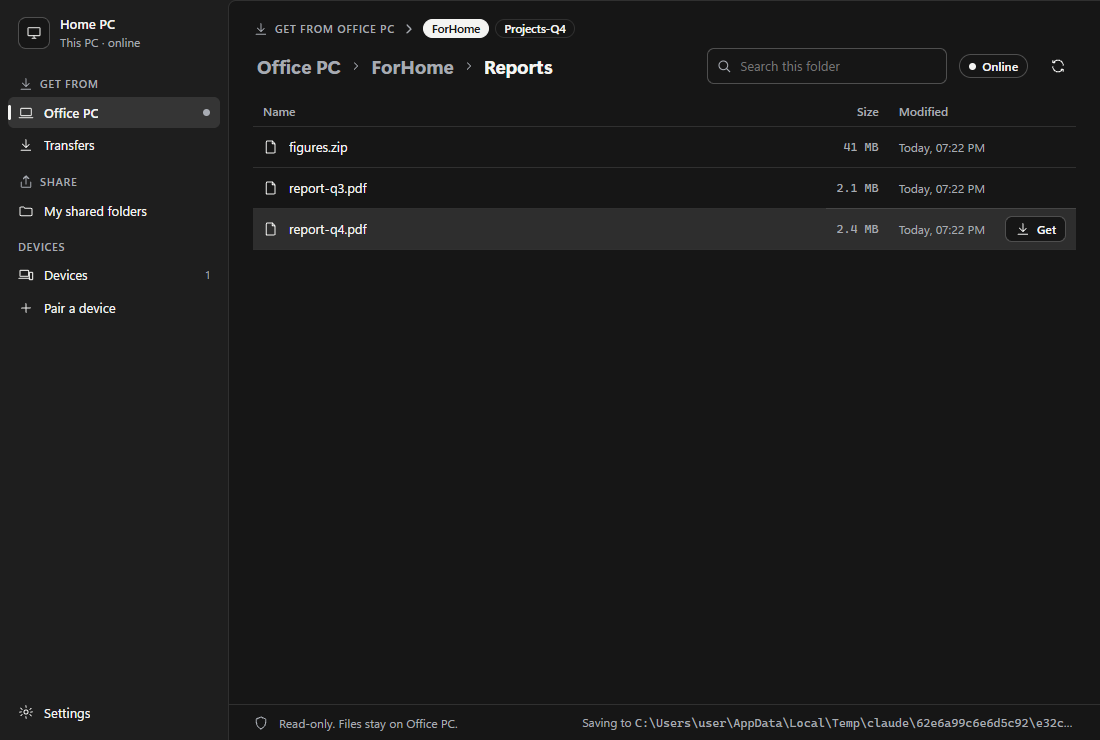 Home PC
This PC · online
GET FROM
Office PC
Transfers
SHARE
My shared folders
DEVICES
Devices 1
Pair a device
Settings
GET FROM OFFICE PC > ForHome Projects-Q4
Office PC > ForHome > Reports
Search this folder
Online
Name Size Modified
figures.zip 41 MB Today, 07:22 PM
report-q3.pdf 2.1 MB Today, 07:22 PM
report-q4.pdf 2.4 MB Today, 07:22 PM Get
Read-only. Files stay on Office PC.
Saving to C:\Users\user\AppData\Local\Temp\claude\62e6a99c6e6d5c92\e32c…